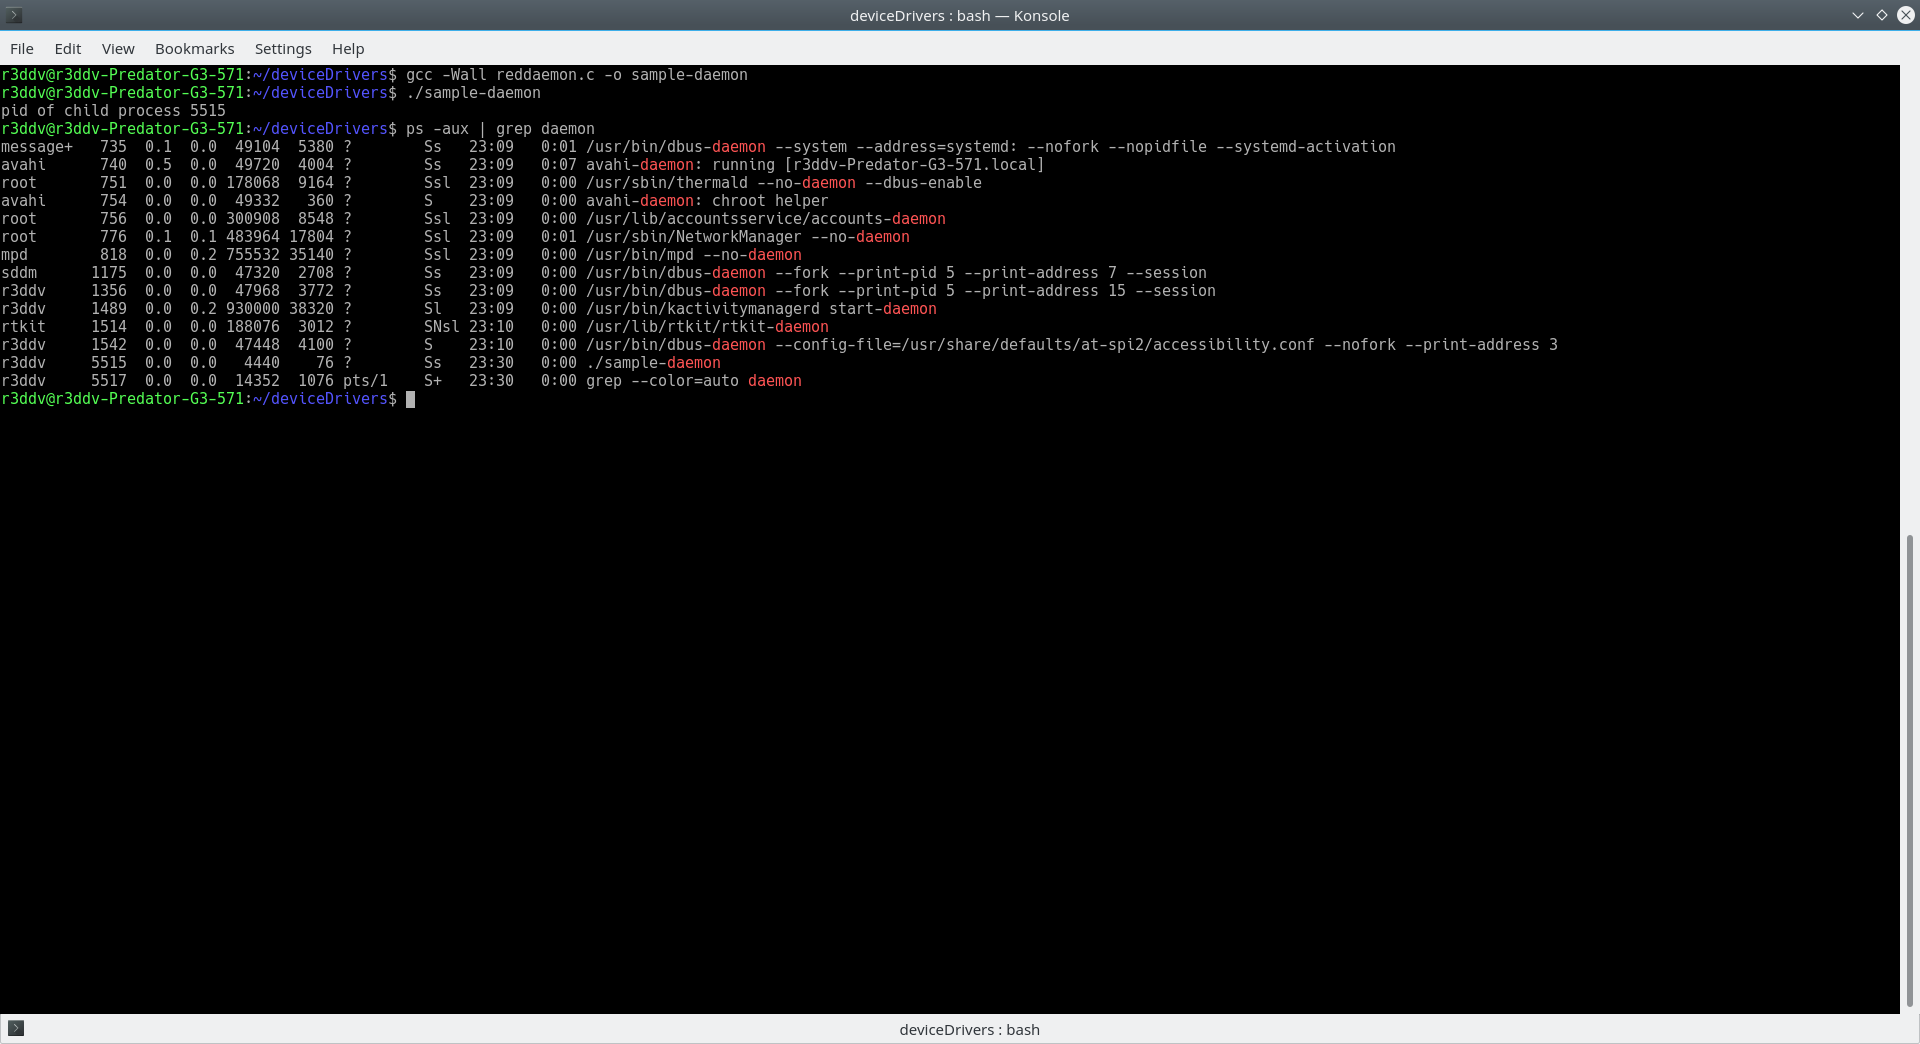 deviceDrivers : bash — Konsole
File Edit View Bookmarks Settings Help
r3ddv@r3ddv-Predator-G3-571:~/deviceDrivers$ gcc -Wall reddaemon.c -o sample-daemon
r3ddv@r3ddv-Predator-G3-571:~/deviceDrivers$ ./sample-daemon
pid of child process 5515
r3ddv@r3ddv-Predator-G3-571:~/deviceDrivers$ ps -aux | grep daemon
message+   735  0.1  0.0  49104  5380 ?        Ss   23:09   0:01 /usr/bin/dbus-daemon --system --address=systemd: --nofork --nopidfile --systemd-activation
avahi      740  0.5  0.0  49720  4004 ?        Ss   23:09   0:07 avahi-daemon: running [r3ddv-Predator-G3-571.local]
root       751  0.0  0.0 178068  9164 ?        Ssl  23:09   0:00 /usr/sbin/thermald --no-daemon --dbus-enable
avahi      754  0.0  0.0  49332   360 ?        S    23:09   0:00 avahi-daemon: chroot helper
root       756  0.0  0.0 300908  8548 ?        Ssl  23:09   0:00 /usr/lib/accountsservice/accounts-daemon
root       776  0.1  0.1 483964 17804 ?        Ssl  23:09   0:01 /usr/sbin/NetworkManager --no-daemon
mpd        818  0.0  0.2 755532 35140 ?        Ssl  23:09   0:00 /usr/bin/mpd --no-daemon
sddm      1175  0.0  0.0  47320  2708 ?        Ss   23:09   0:00 /usr/bin/dbus-daemon --fork --print-pid 5 --print-address 7 --session
r3ddv     1356  0.0  0.0  47968  3772 ?        Ss   23:09   0:00 /usr/bin/dbus-daemon --fork --print-pid 5 --print-address 15 --session
r3ddv     1489  0.0  0.2 930000 38320 ?        Sl   23:09   0:00 /usr/bin/kactivitymanagerd start-daemon
rtkit     1514  0.0  0.0 188076  3012 ?        SNsl 23:10   0:00 /usr/lib/rtkit/rtkit-daemon
r3ddv     1542  0.0  0.0  47448  4100 ?        S    23:10   0:00 /usr/bin/dbus-daemon --config-file=/usr/share/defaults/at-spi2/accessibility.conf --nofork --print-address 3
r3ddv     5515  0.0  0.0   4440    76 ?        Ss   23:30   0:00 ./sample-daemon
r3ddv     5517  0.0  0.0  14352  1076 pts/1    S+   23:30   0:00 grep --color=auto daemon
r3ddv@r3ddv-Predator-G3-571:~/deviceDrivers$
deviceDrivers : bash